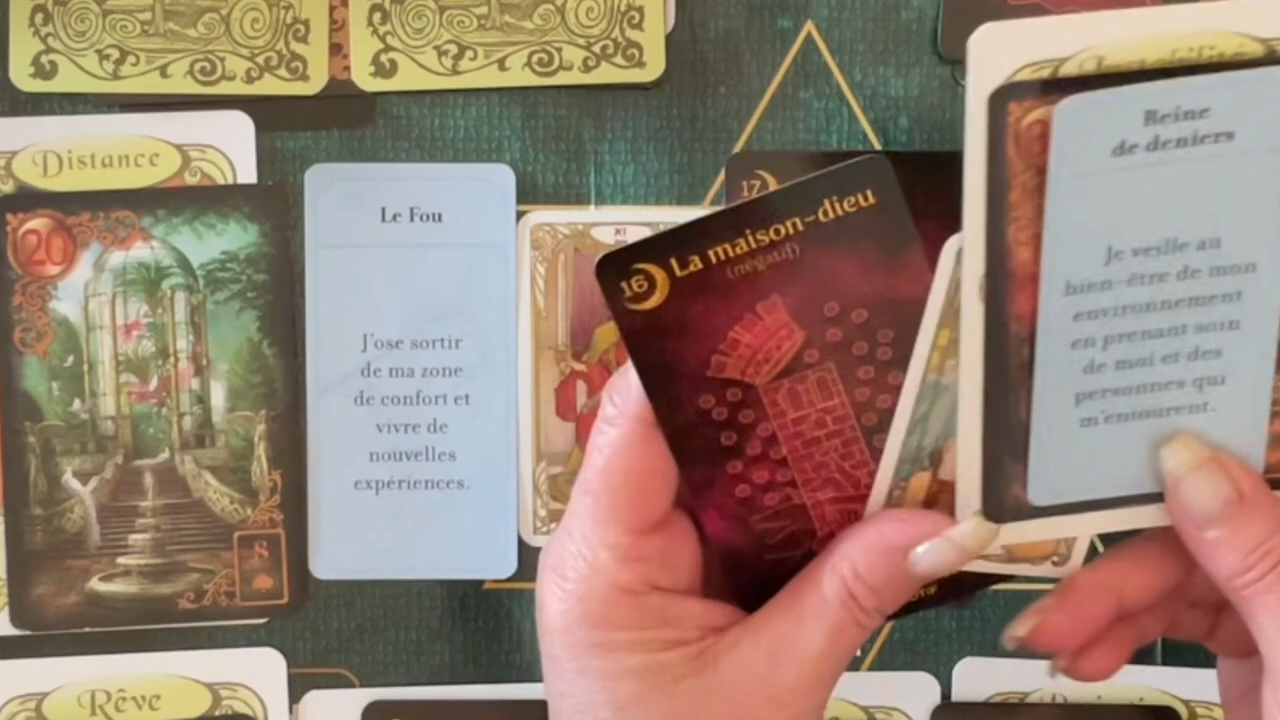 Distance
20
8
Le Fou
J'ose sortir
de ma zone
de confort et
vivre de
nouvelles
expériences.
XI
17
16
La maison-dieu
(négatif)
Reine
de deniers
Je veille au
bien-être de mon
environnement
en prenant soin
de moi et des
personnes qui
m'entourent.
Rêve